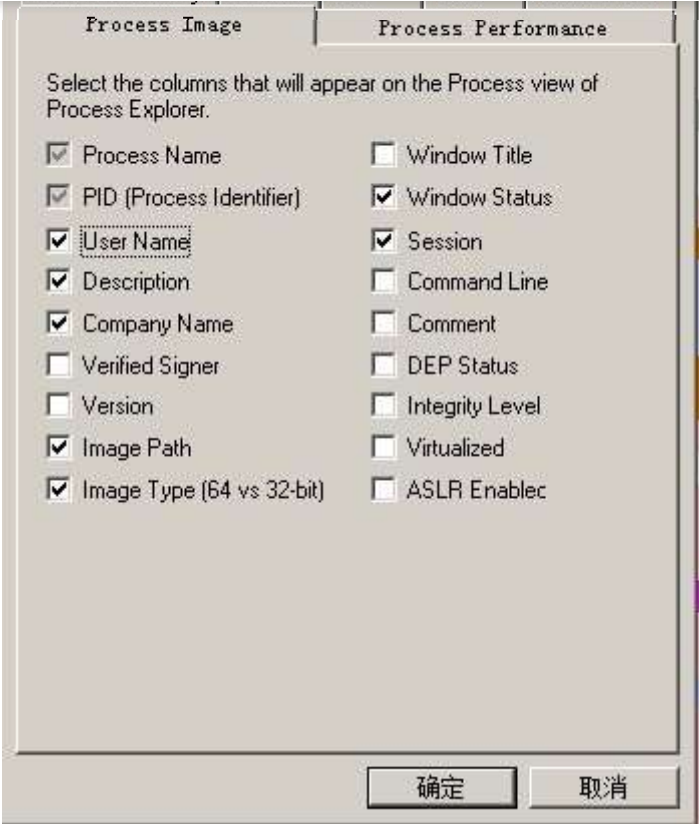 Process Image
Process Performance
Select the columns that will appear on the Process view of
Process Explorer.
Process Name
Window Title
PID (Process Identifier)
Window Status
User Name
Session
Description
Command Line
Company Name
Comment
Verified Signer
DEP Status
Version
Integrity Level
Image Path
Virtualized
Image Type (64 vs 32-bit)
ASLR Enablec
确定
取消